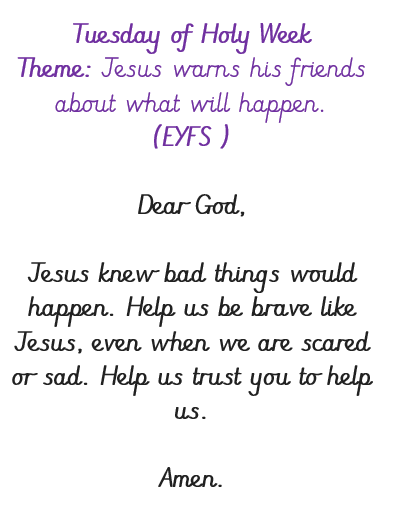 Tuesday of Holy Week
Theme: Jesus warns his friends
about what will happen.
(EYFS )
Dear God,
Jesus knew bad things would
happen. Help us be brave like
Jesus, even when we are scared
or sad. Help us trust you to help
us.
Amen.